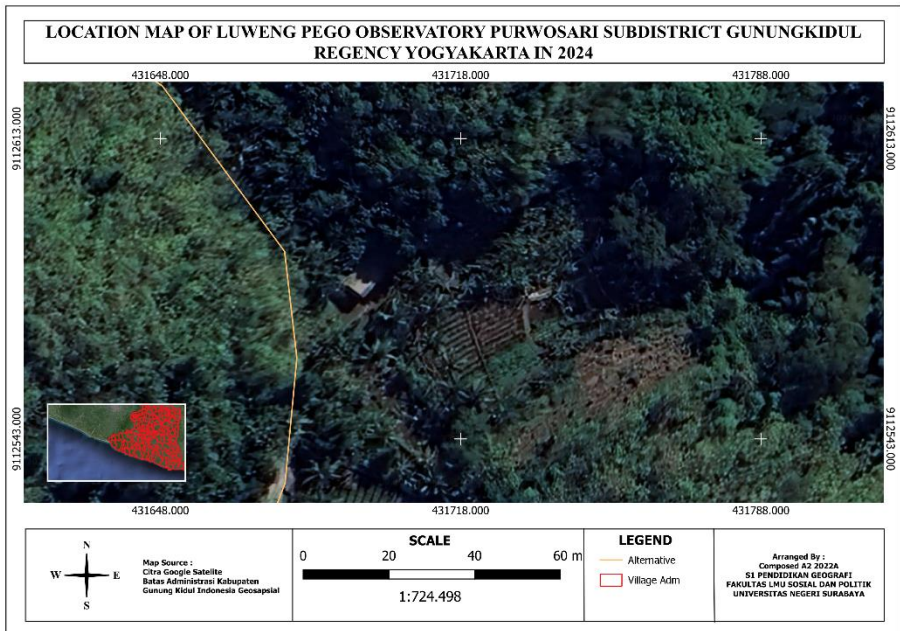 LOCATION MAP OF LUWENG PEGO OBSERVATORY PURWOSARI SUBDISTRICT GUNUNGKIDUL
REGENCY YOGYAKARTA IN 2024
431648.000 431718.000 431788.000
9112613.000 9112613.000
9112543.000 9112543.000
431648.000 431718.000 431788.000
N
W E
S
Map Source :
Citra Google Satelite
Batas Administrasi Kabupaten
Gunung Kidul Indonesia Geosapsial
SCALE
0 20 40 60 m
1:724.498
LEGEND
Alternative
Village Adm
Arranged By :
Composed A2 2022A
S1 PENDIDIKAN GEOGRAFI
FAKULTAS LMU SOSIAL DAN POLITIK
UNIVERSITAS NEGERI SURABAYA